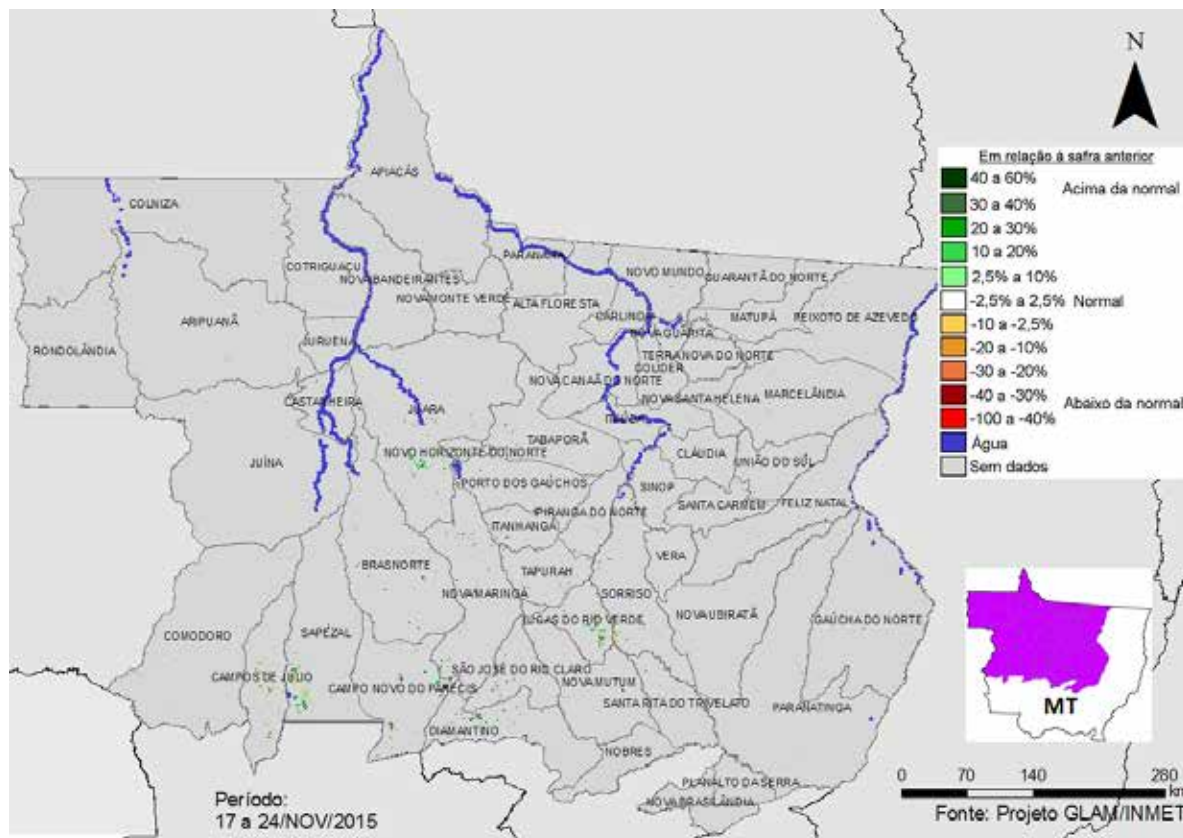 N
Em relação à safra anterior
40 a 60%
Acima da normal
30 a 40%
20 a 30%
10 a 20%
2,5% a 10%
-2,5% a 2,5% Normal
-10 a -2,5%
-20 a -10%
-30 a -20%
-40 a -30%
Abaixo da normal
-100 a -40%
Água
Sem dados
APIACÁS
COLNIZA
PARANAÍTA
COTRIGUAÇU
NOVA BANDEIRANTES
NOVO MUNDO
GUARANTÃ DO NORTE
NOVA MONTE VERDE
ALTA FLORESTA
CARLINDA
MATUPÁ
PEIXOTO DE AZEVEDO
ARIPUANÃ
NOVA GUARITA
RONDOLÂNDIA
JURUENA
TERRA NOVA DO NORTE
COLÍDER
NOVA CANAÃ DO NORTE
CASTANHEIRA
JUARA
NOVA SANTA HELENA
MARCELÂNDIA
ITAÚBA
TABAPORÃ
NOVO HORIZONTE DO NORTE
CLÁUDIA
UNIÃO DO SUL
JUÍNA
PORTO DOS GAÚCHOS
SINOP
SANTA CARMEM
FELIZ NATAL
IPIRANGA DO NORTE
ITANHANGÁ
VERA
BRASNORTE
TAPURAH
NOVA MARINGÁ
SORRISO
LUCAS DO RIO VERDE
NOVA UBIRATÃ
GAÚCHA DO NORTE
COMODORO
SAPEZAL
SÃO JOSÉ DO RIO CLARO
CAMPOS DE JÚLIO
CAMPO NOVO DO PARECIS
NOVA MUTUM
SANTA RITA DO TRIVELATO
PARANATINGA
DIAMANTINO
NOBRES
PLANALTO DA SERRA
NOVA BRASILÂNDIA
MT
0 70 140 280
km
Período:
17 a 24/NOV/2015
Fonte: Projeto GLAM/INMET